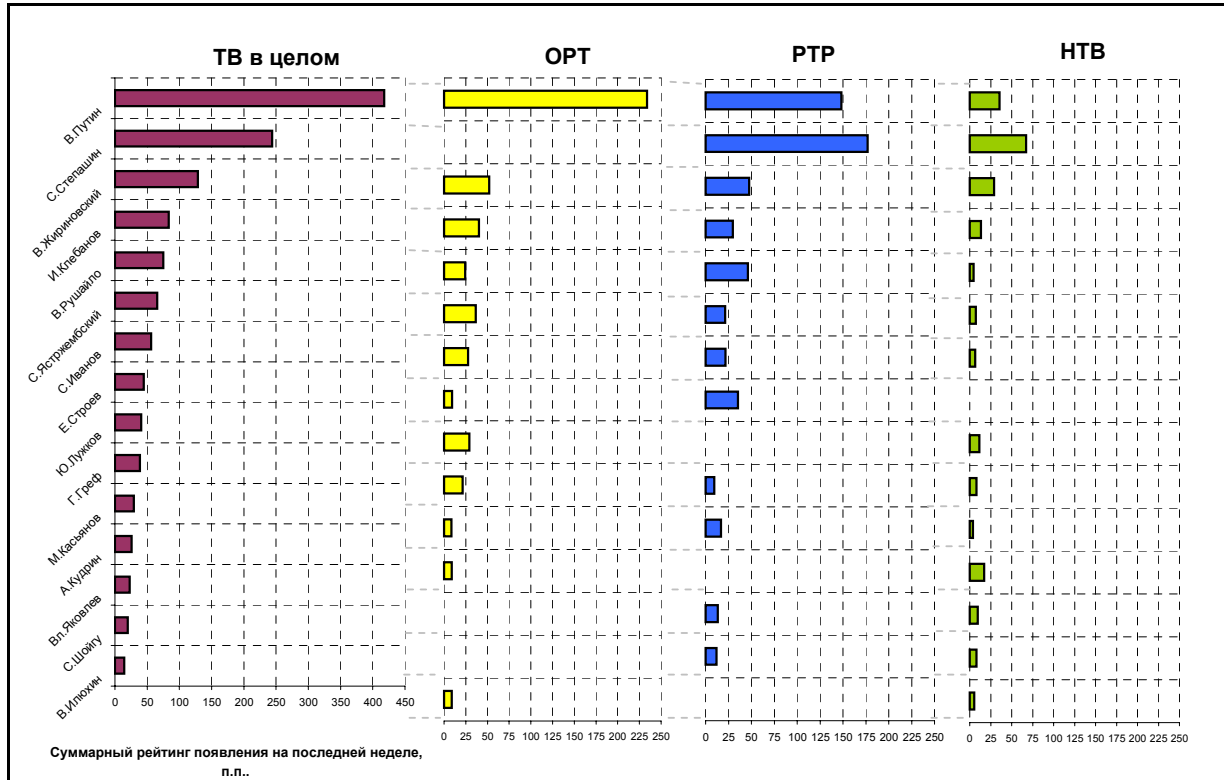 ТВ в целом
ОРТ
РТР
НТВ
В.Путин
С.Степашин
В.Жириновский
И.Клебанов
В.Рушайло
С.Ястржембский
С.Иванов
Е.Строев
Ю.Лужков
Г.Греф
М.Касьянов
А.Кудрин
Вл.Яковлев
С.Шойгу
В.Илюхин
0 50 100 150 200 250 300 350 400 450
0 25 50 75 100 125 150 175 200 225 250
0 25 50 75 100 125 150 175 200 225 250
0 25 50 75 100 125 150 175 200 225 250
Суммарный рейтинг появления на последней неделе,
п.п..